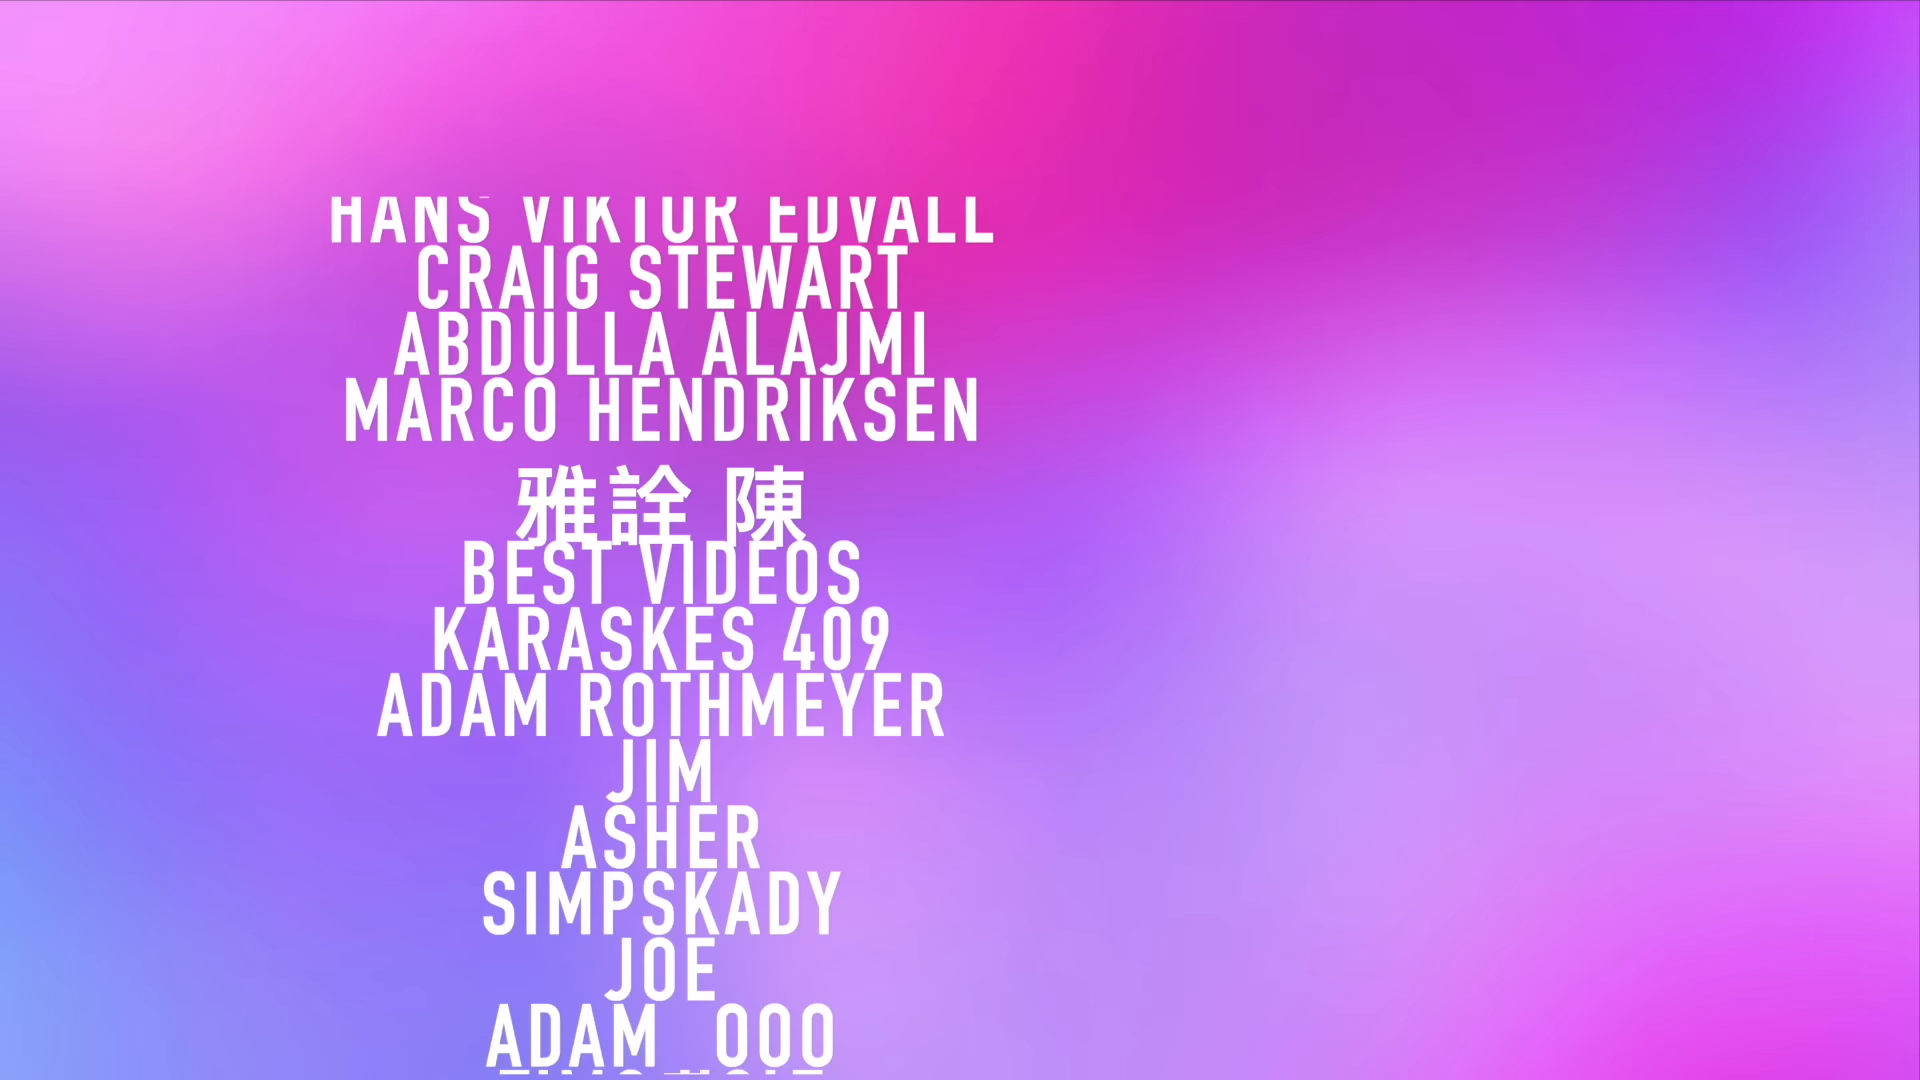 HANS VIKTOR EDVALL
CRAIG STEWART
ABDULLA ALAJMI
MARCO HENDRIKSEN
雅詮 陳
BEST VIDEOS
KARASKES 409
ADAM ROTHMEYER
JIM
ASHER
SIMPSKADY
JOE
ADAM_000